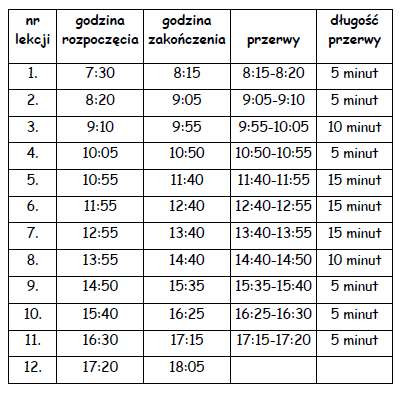 nr lekcji godzina rozpoczęcia godzina zakończenia przerwy długość przerwy
1. 7:30 8:15 8:15-8:20 5 minut
2. 8:20 9:05 9:05-9:10 5 minut
3. 9:10 9:55 9:55-10:05 10 minut
4. 10:05 10:50 10:50-10:55 5 minut
5. 10:55 11:40 11:40-11:55 15 minut
6. 11:55 12:40 12:40-12:55 15 minut
7. 12:55 13:40 13:40-13:55 15 minut
8. 13:55 14:40 14:40-14:50 10 minut
9. 14:50 15:35 15:35-15:40 5 minut
10. 15:40 16:25 16:25-16:30 5 minut
11. 16:30 17:15 17:15-17:20 5 minut
12. 17:20 18:05